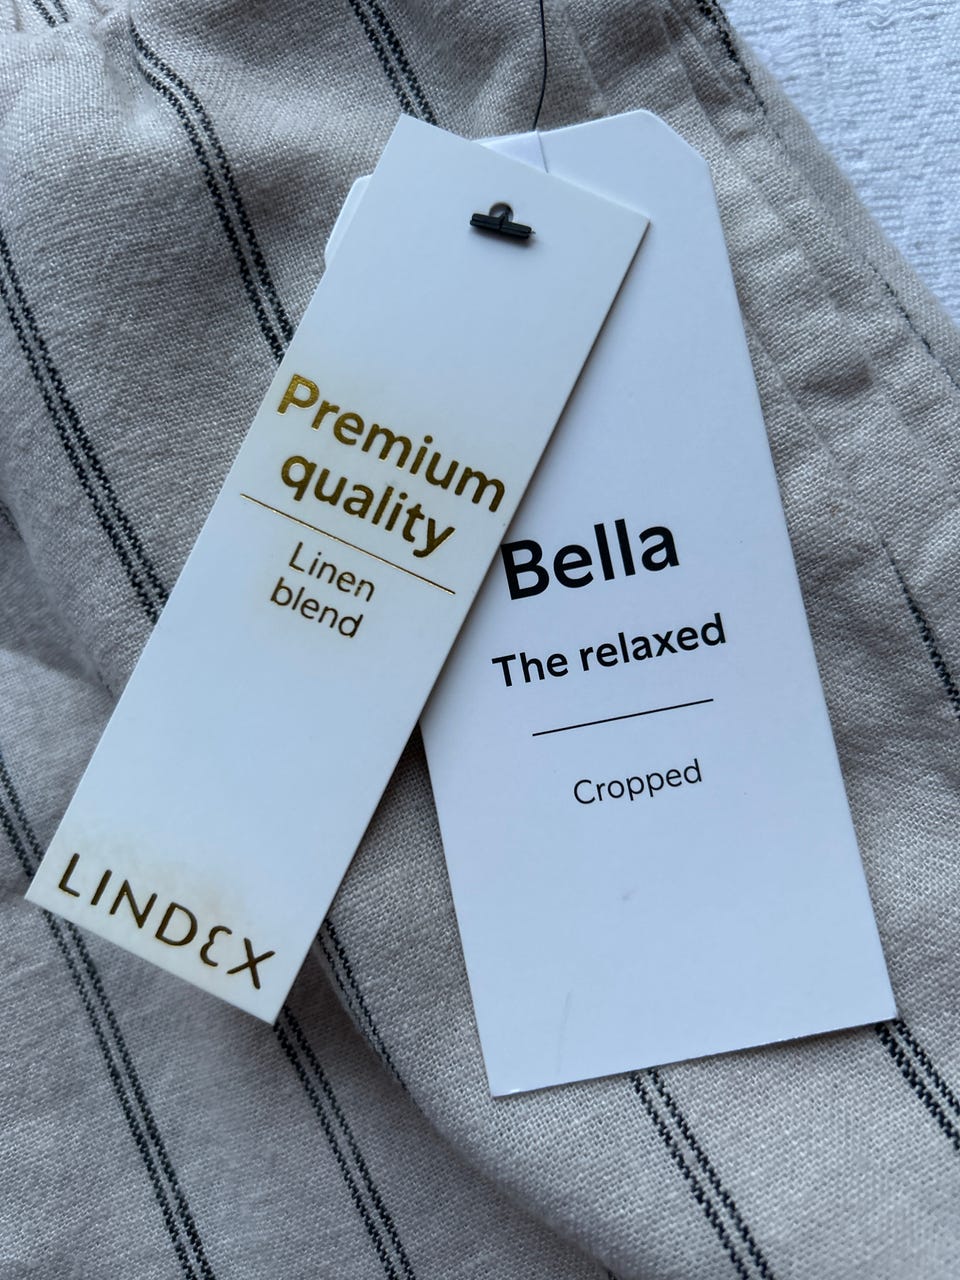 Premium
quality
Linen
blend
LINDEX
Bella
The relaxed
Cropped